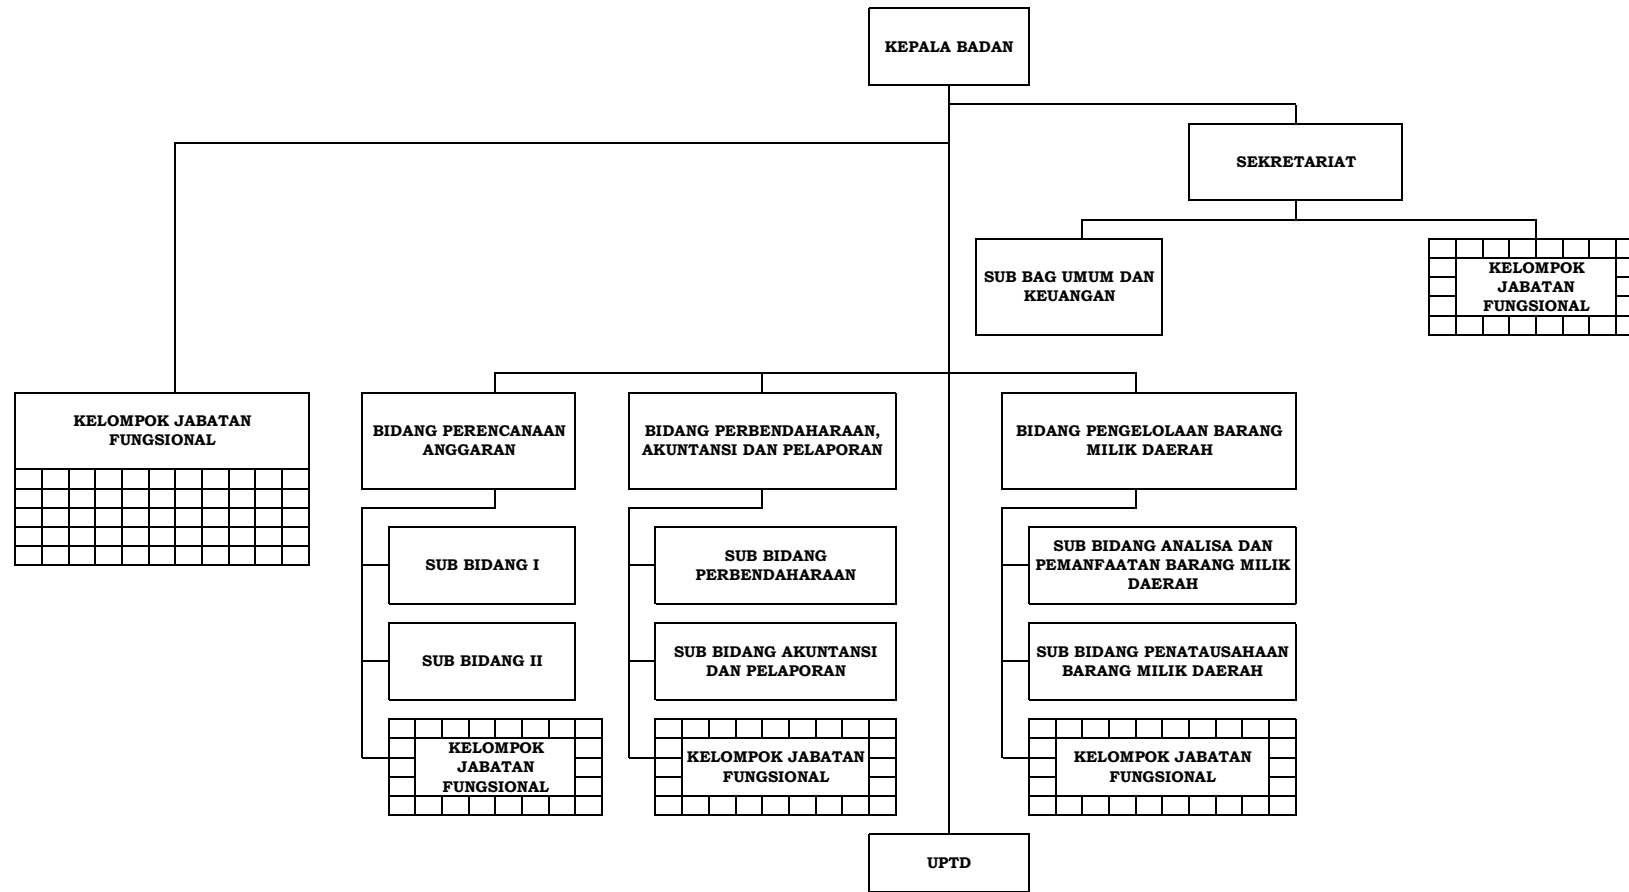 KEPALA BADAN
SEKRETARIAT
SUB BAG UMUM DAN
KEUANGAN
KELOMPOK
JABATAN
FUNGSIONAL
KELOMPOK JABATAN
FUNGSIONAL
BIDANG PERENCANAAN
ANGGARAN
BIDANG PERBENDAHARAAN,
AKUNTANSI DAN PELAPORAN
BIDANG PENGELOLAAN BARANG
MILIK DAERAH
SUB BIDANG I
SUB BIDANG
PERBENDAHARAAN
SUB BIDANG ANALISA DAN
PEMANFAATAN BARANG MILIK
DAERAH
SUB BIDANG II
SUB BIDANG AKUNTANSI
DAN PELAPORAN
SUB BIDANG PENATAUSAHAAN
BARANG MILIK DAERAH
KELOMPOK
JABATAN
FUNGSIONAL
KELOMPOK JABATAN
FUNGSIONAL
KELOMPOK JABATAN
FUNGSIONAL
UPTD